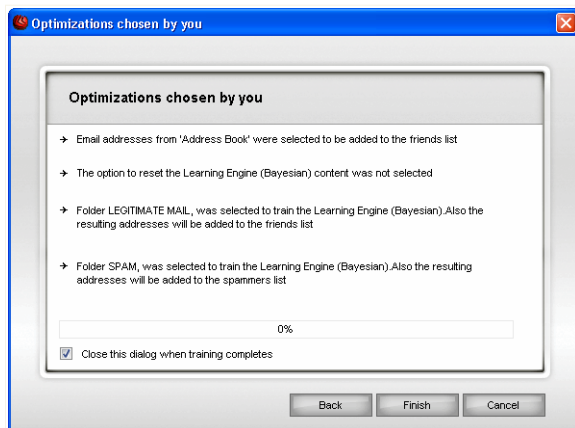 Optimizations chosen by you
Optimizations chosen by you
Email addresses from 'Address Book' were selected to be added to the friends list
The option to reset the Learning Engine (Bayesian) content was not selected
Folder LEGITIMATE MAIL, was selected to train the Learning Engine (Bayesian).Also the
resulting addresses will be added to the friends list
Folder SPAM, was selected to train the Learning Engine (Bayesian).Also the resulting
addresses will be added to the spammers list
0%
Close this dialog when training completes
Back Finish Cancel